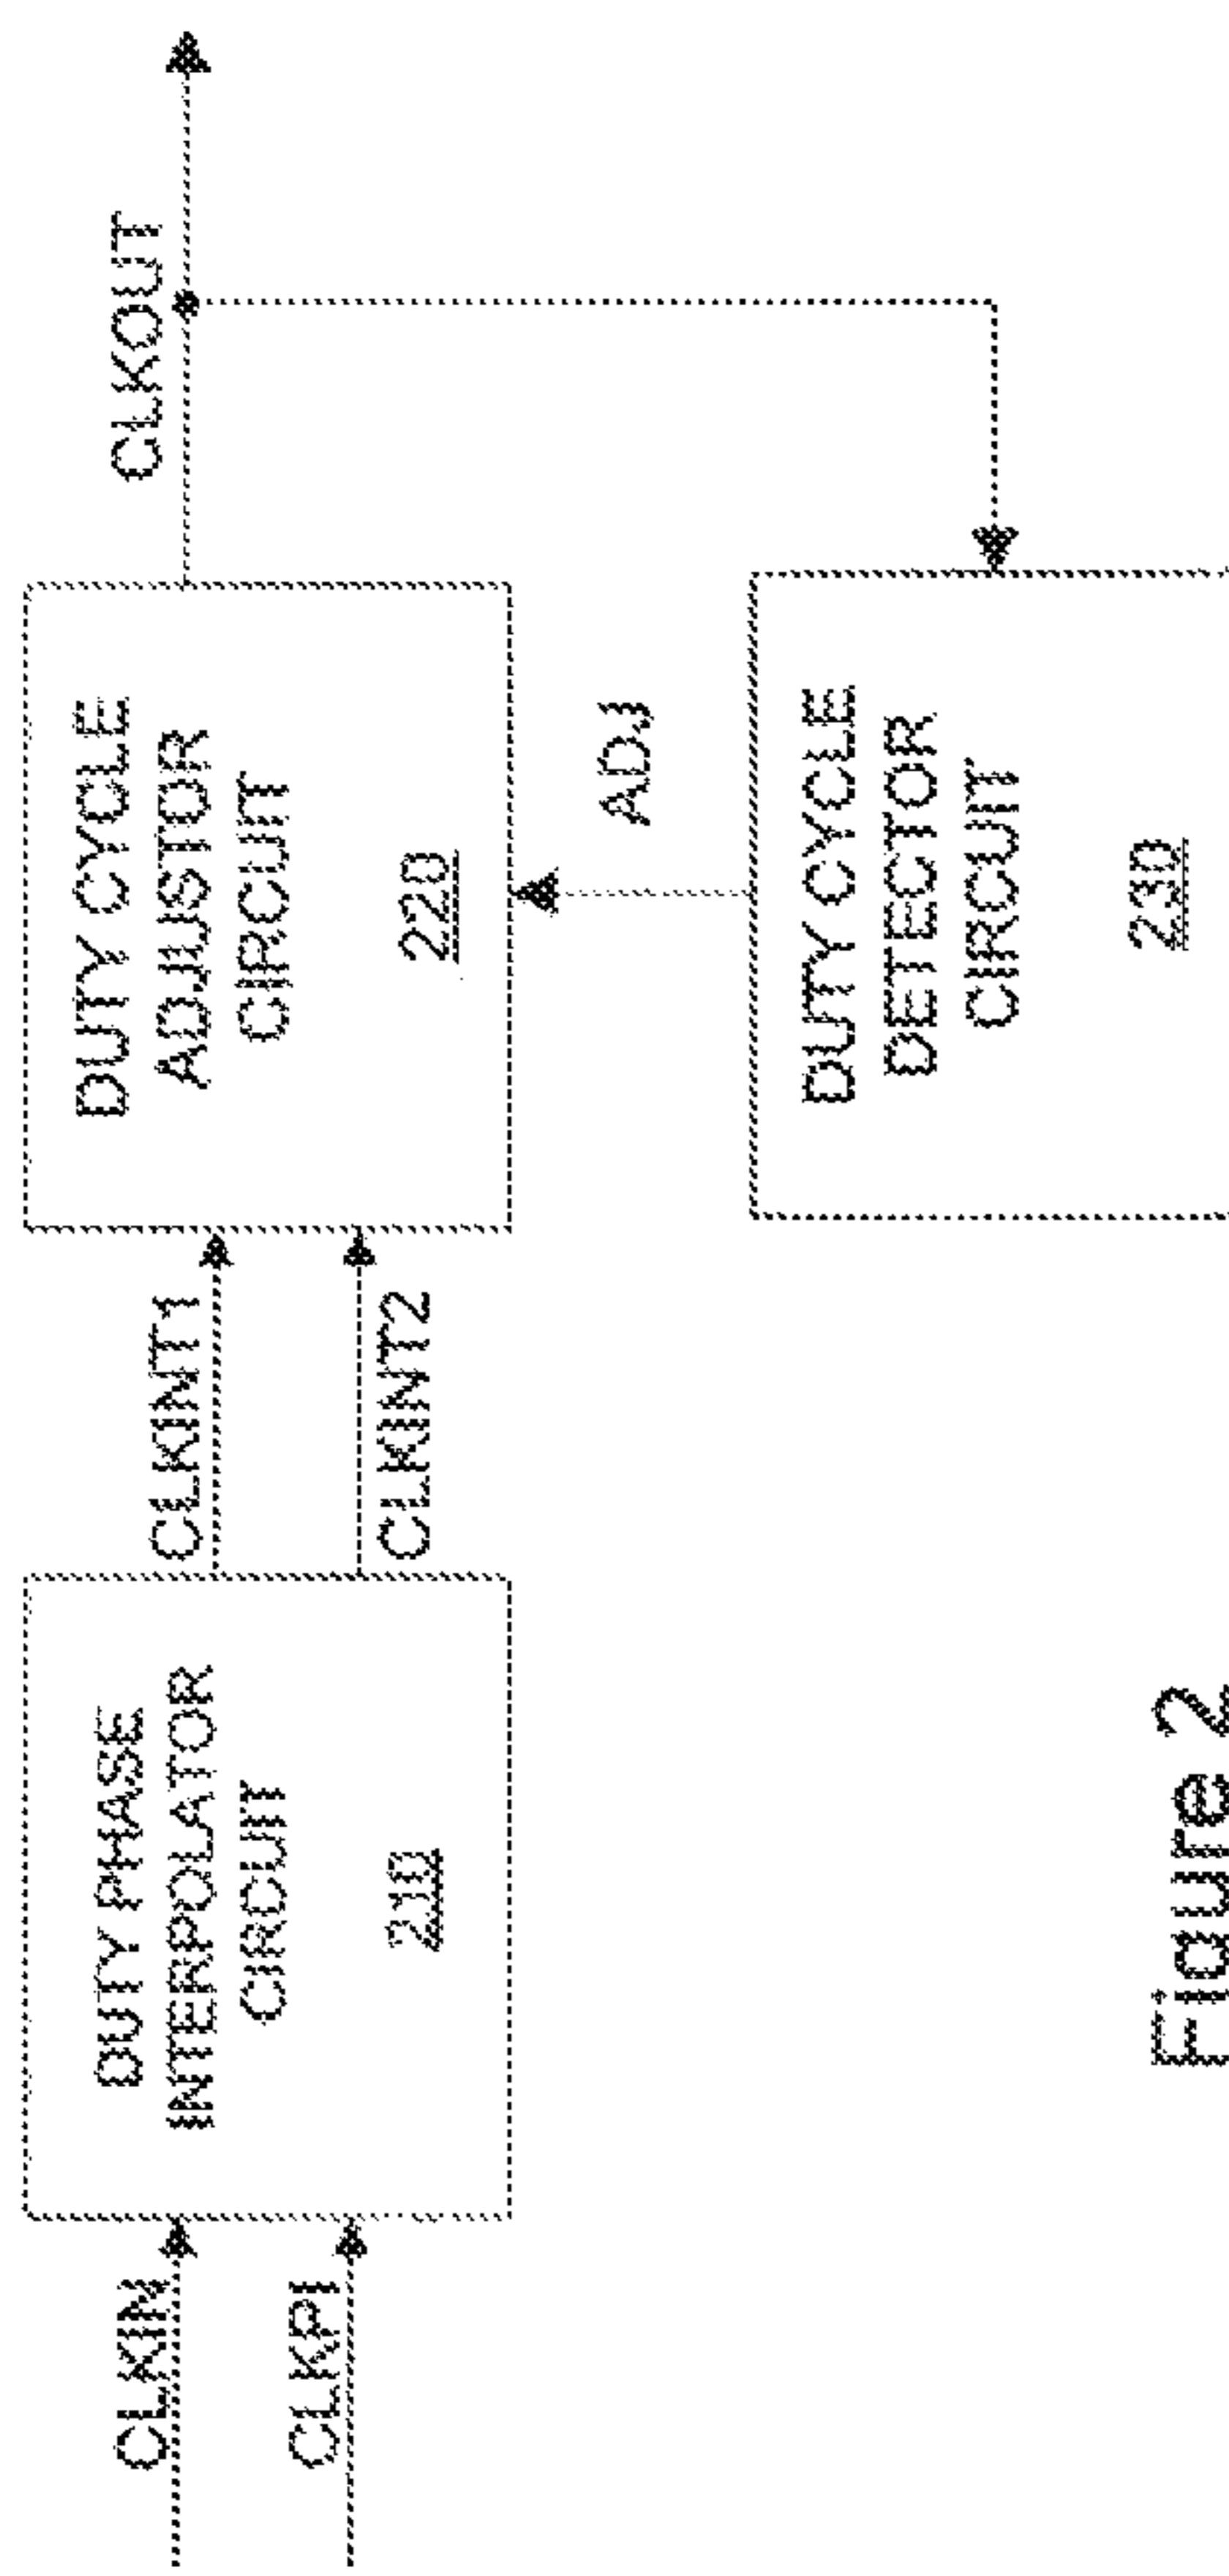 CLKIN
CLKPI
DUTY PHASE
INTERPOLATOR
CIRCUIT
210
CLKINT1
CLKINT2
DUTY CYCLE
ADJUSTOR
CIRCUIT
220
CLKOUT
ADJ
DUTY CYCLE
DETECTOR
CIRCUIT
230
Figure 2